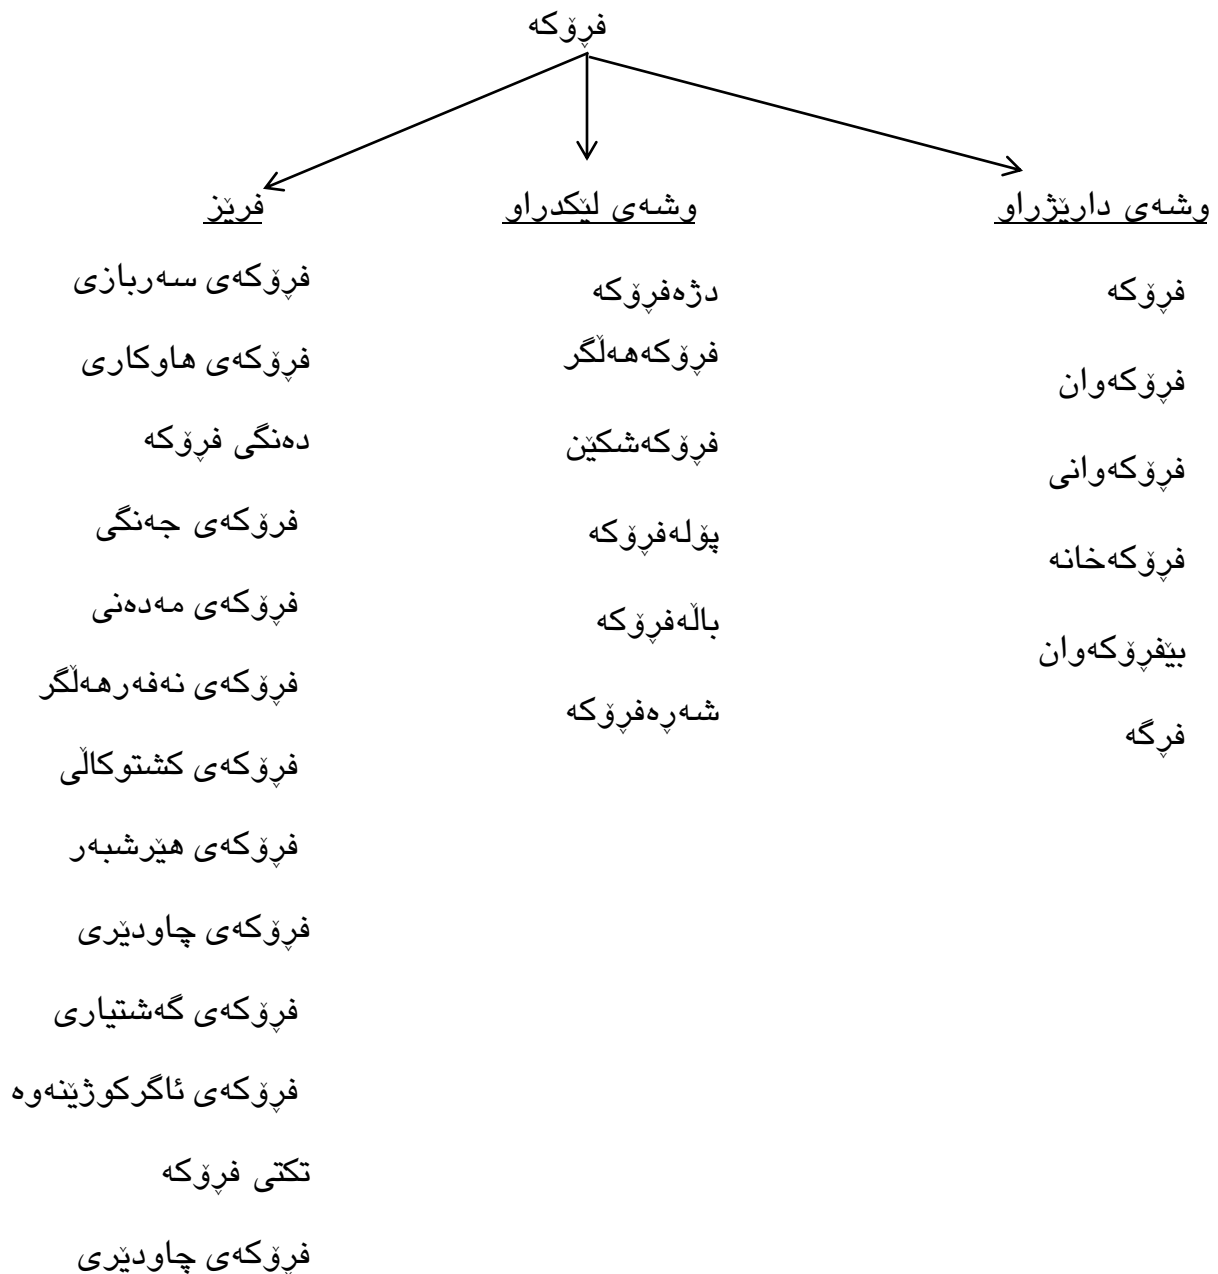 فڕۆکە
وشەی داڕێژراو
فڕۆکە
فڕۆکەوان
فڕۆکەوانی
فڕۆکەخانە
بێفڕۆکەوان
فڕگە
وشەی لێکدراو
دژەفڕۆکە
فڕۆکەهەڵگر
فڕۆکەشکێن
پۆلەفڕۆکە
باڵەفڕۆکە
شەڕەفڕۆکە
فرێز
فڕۆکەی سەربازی
فڕۆکەی هاوکاری
دەنگی فڕۆکە
فڕۆکەی جەنگی
فڕۆکەی مەدەنی
فڕۆکەی نەفەرهەڵگر
فڕۆکەی کشتوکاڵی
فڕۆکەی هێرشبەر
فڕۆکەی چاودێری
فڕۆکەی گەشتیاری
فڕۆکەی ئاگرکوژێنەوە
تکتی فڕۆکە
فڕۆکەی چاودێری